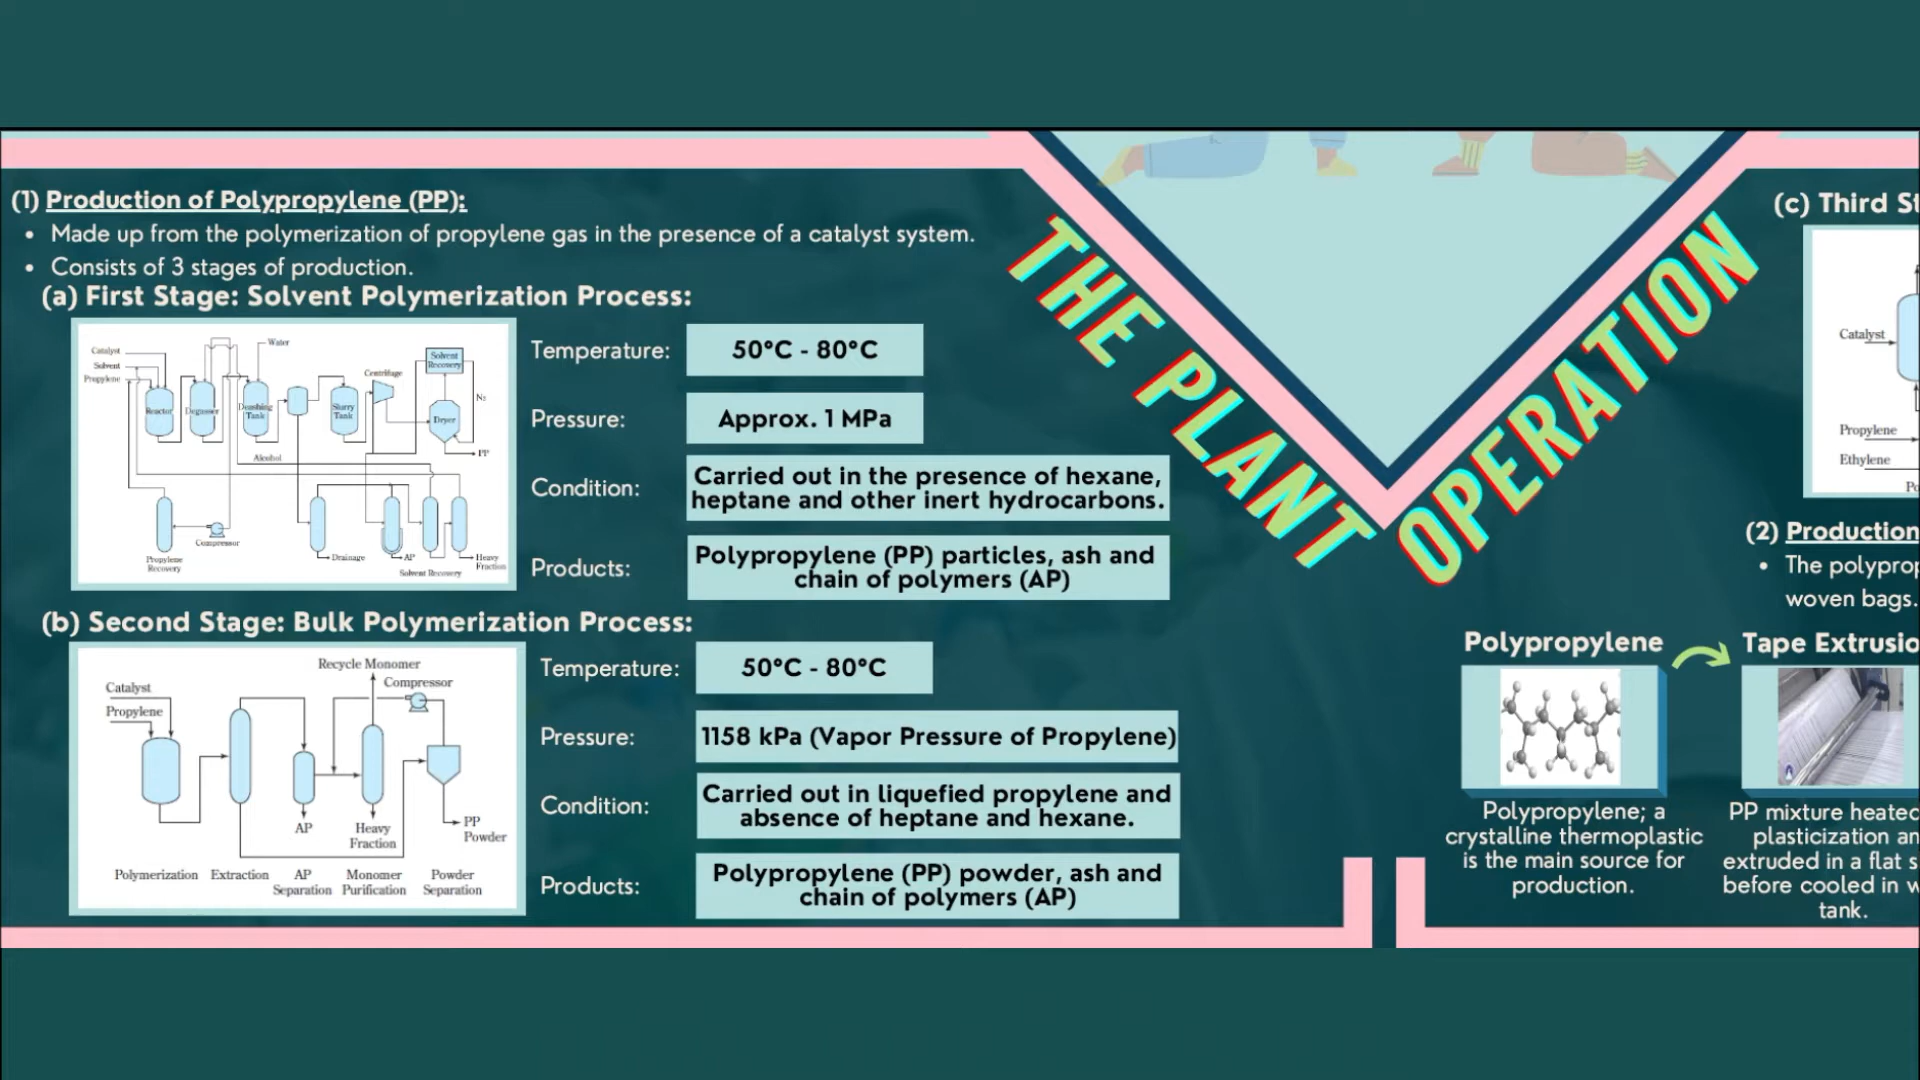 (1) Production of Polypropylene (PP):
• Made up from the polymerization of propylene gas in the presence of a catalyst system.
• Consists of 3 stages of production.
(a) First Stage: Solvent Polymerization Process:
Catalyst
Solvent
Propylene
Water
Centrifuge
Solvent
Recovery
N₂
Reactor
Degasser
Deashing
Tank
Slurry
Tank
Dryer
PP
Alcohol
Compressor
Propylene
Recovery
Drainage
AP
Solvent Recovery
Heavy
Fraction
Temperature:
50°C - 80°C
Pressure:
Approx. 1 MPa
Condition:
Carried out in the presence of hexane,
heptane and other inert hydrocarbons.
Products:
Polypropylene (PP) particles, ash and
chain of polymers (AP)
(b) Second Stage: Bulk Polymerization Process:
Recycle Monomer
Compressor
Catalyst
Propylene
AP
Heavy
Fraction
PP
Powder
Polymerization
Extraction
AP
Separation
Monomer
Purification
Powder
Separation
Temperature:
50°C - 80°C
Pressure:
1158 kPa (Vapor Pressure of Propylene)
Condition:
Carried out in liquefied propylene and
absence of heptane and hexane.
Products:
Polypropylene (PP) powder, ash and
chain of polymers (AP)
THE PLANT
OPERATION
(c) Third St
Catalyst
Propylene
Ethylene
Po
(2) Production
• The polyprop
woven bags.
Polypropylene
Polypropylene; a
crystalline thermoplastic
is the main source for
production.
Tape Extrusio
PP mixture heated
plasticization an
extruded in a flat s
before cooled in w
tank.